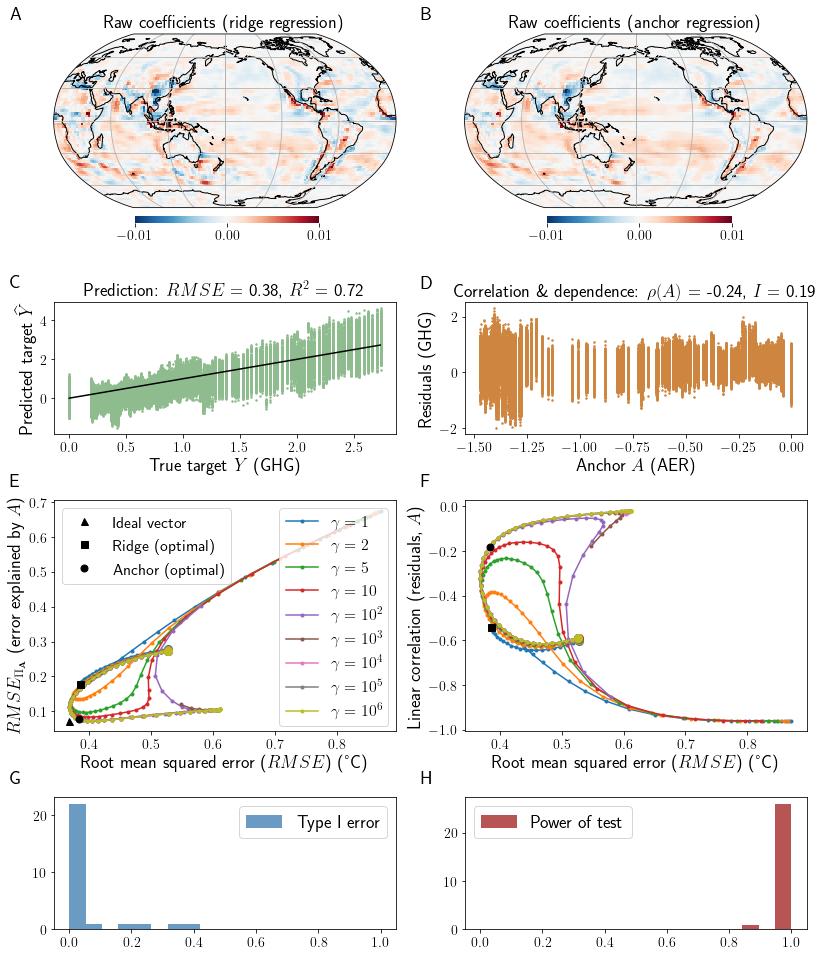 A
Raw coefficients (ridge regression)
−0.01 0.00 0.01
B
Raw coefficients (anchor regression)
−0.01 0.00 0.01
C
Prediction: RMSE = 0.38, R² = 0.72
Predicted target Ŷ
4
2
0
0.0 0.5 1.0 1.5 2.0 2.5
True target Y (GHG)
D
Correlation & dependence: ρ(A) = -0.24, I = 0.19
Residuals (GHG)
2
0
−2
−1.50 −1.25 −1.00 −0.75 −0.50 −0.25 0.00
Anchor A (AER)
E
RMSE_{Π_A} (error explained by A)
0.7
0.6
0.5
0.4
0.3
0.2
0.1
Ideal vector
Ridge (optimal)
Anchor (optimal)
γ = 1
γ = 2
γ = 5
γ = 10
γ = 10²
γ = 10³
γ = 10⁴
γ = 10⁵
γ = 10⁶
0.4 0.5 0.6 0.7 0.8
Root mean squared error (RMSE) (°C)
F
Linear correlation (residuals, A)
0.0
−0.2
−0.4
−0.6
−0.8
−1.0
0.4 0.5 0.6 0.7 0.8
Root mean squared error (RMSE) (°C)
G
20
10
0
Type I error
0.0 0.2 0.4 0.6 0.8 1.0
H
20
10
0
Power of test
0.0 0.2 0.4 0.6 0.8 1.0